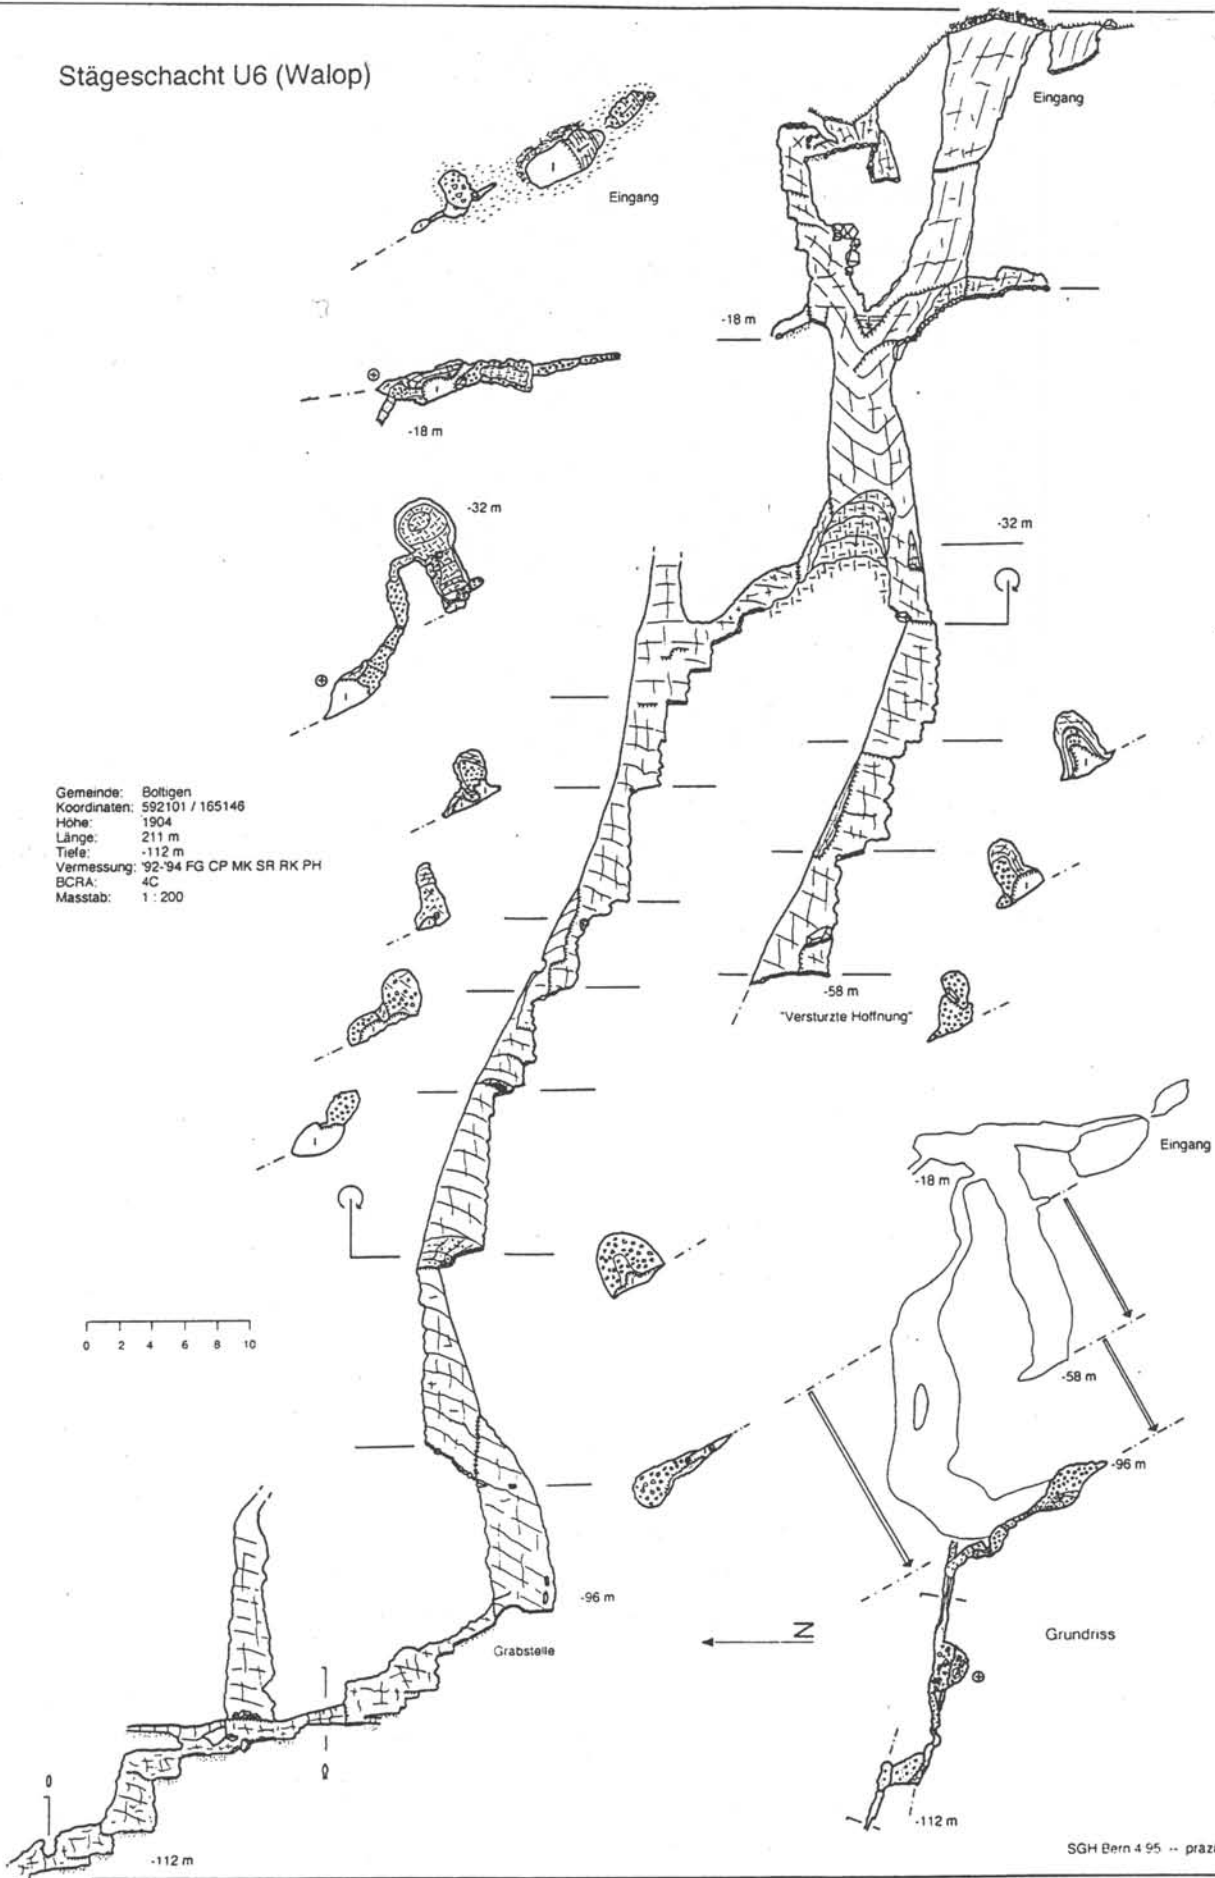 Stägeschacht U6 (Walop)
Eingang
Eingang
-18 m
-18 m
-32 m
-32 m
Gemeinde: Boltigen
Koordinaten: 592101 / 165146
Höhe: 1904
Länge: 211 m
Tiefe: -112 m
Vermessung: '92-'94 FG CP MK SR RK PH
BCRA: 4C
Masstab: 1 : 200
-58 m
"Versturzte Hoffnung"
Eingang
-18 m
0 2 4 6 8 10
-58 m
-96 m
-96 m
Grabstelle
N
Grundriss
-112 m
-112 m
SGH Bern 4 95 -- präzi